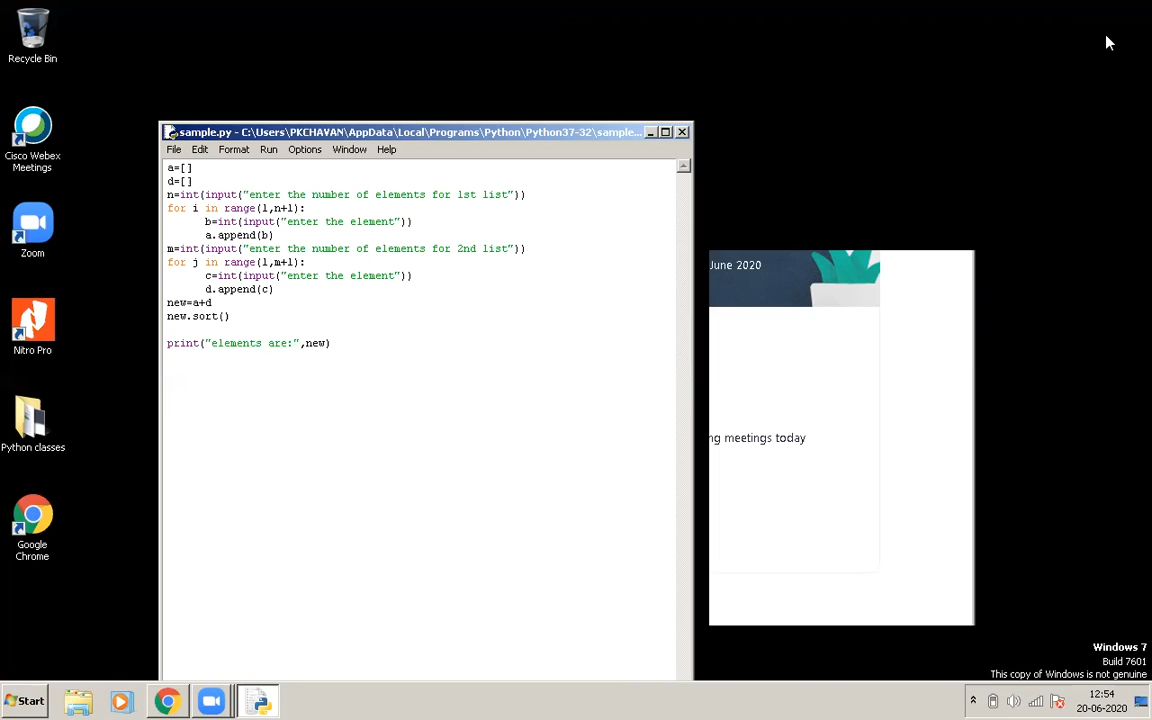 Recycle Bin
Cisco Webex
Meetings
Zoom
Nitro Pro
Python classes
Google
Chrome
sample.py - C:\Users\PKCHAVAN\AppData\Local\Programs\Python\Python37-32\sample...
File Edit Format Run Options Window Help
a=[]
d=[]
n=int(input("enter the number of elements for 1st list"))
for i in range(1,n+1):
b=int(input("enter the element"))
a.append(b)
m=int(input("enter the number of elements for 2nd list"))
for j in range(1,m+1):
c=int(input("enter the element"))
d.append(c)
new=a+d
new.sort()
print("elements are:",new)
June 2020
ng meetings today
Windows 7
Build 7601
This copy of Windows is not genuine
Start
12:54
20-06-2020